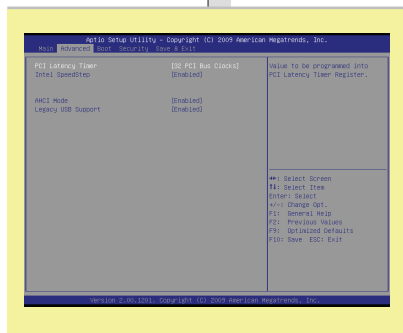 Aptio Setup Utility - Copyright (C) 2009 American Megatrends, Inc.
Main Advanced Boot Security Save & Exit
PCI Latency Timer [32 PCI Bus Clocks]
Intel SpeedStep [Enabled]
AHCI Mode [Enabled]
Legacy USB Support [Enabled]
Value to be programmed into
PCI Latency Timer Register.
→←: Select Screen
↑↓: Select Item
Enter: Select
+/-: Change Opt.
F1: General Help
F2: Previous Values
F9: Optimized Defaults
F10: Save ESC: Exit
Version 2.00.1201. Copyright (C) 2009 American Megatrends, Inc.